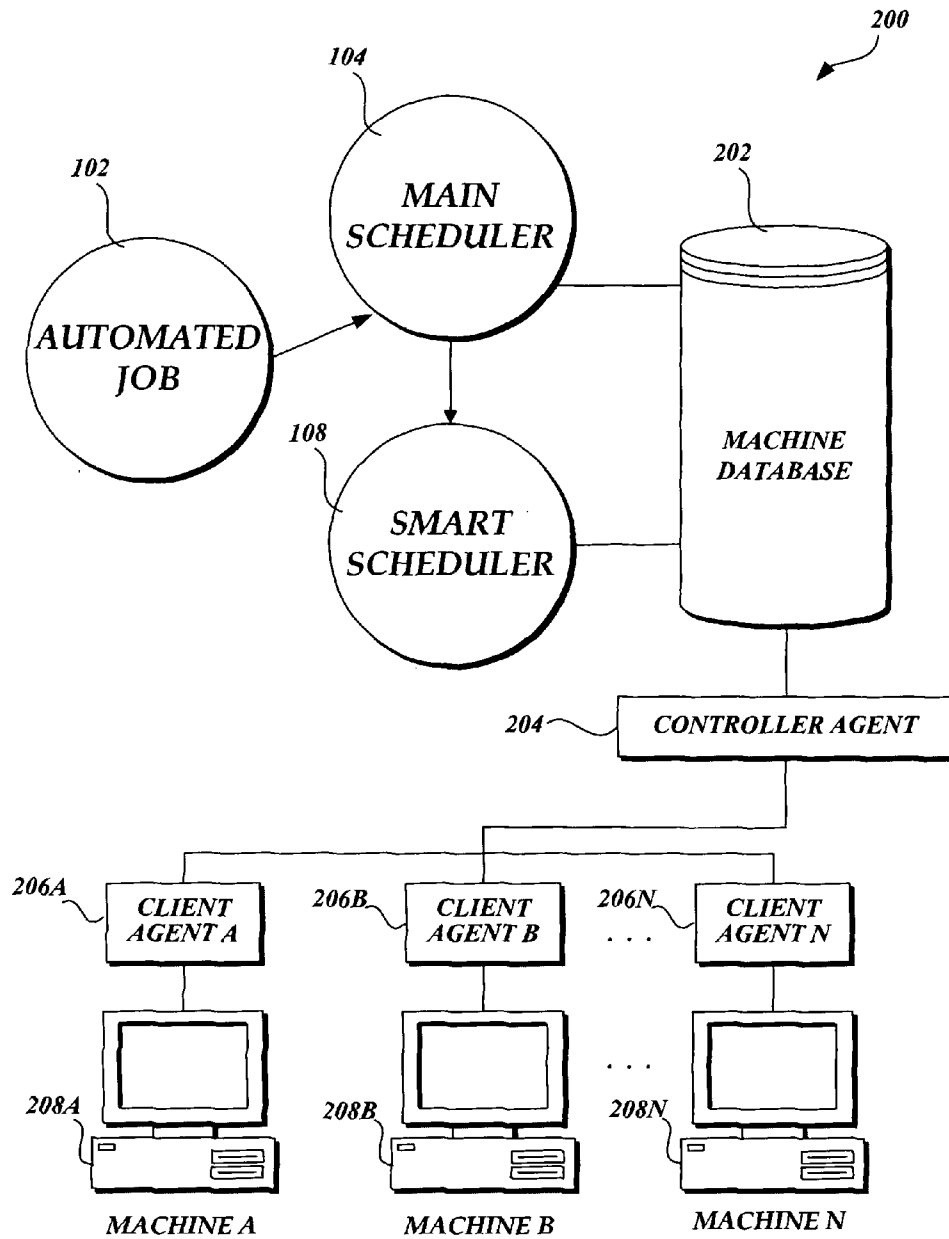 200
104
102
202
MAIN
SCHEDULER
AUTOMATED
JOB
108
MACHINE
DATABASE
SMART
SCHEDULER
204
CONTROLLER AGENT
206A
CLIENT
AGENT A
206B
CLIENT
AGENT B
206N
. . .
CLIENT
AGENT N
. . .
208A
208B
208N
MACHINE A
MACHINE B
MACHINE N